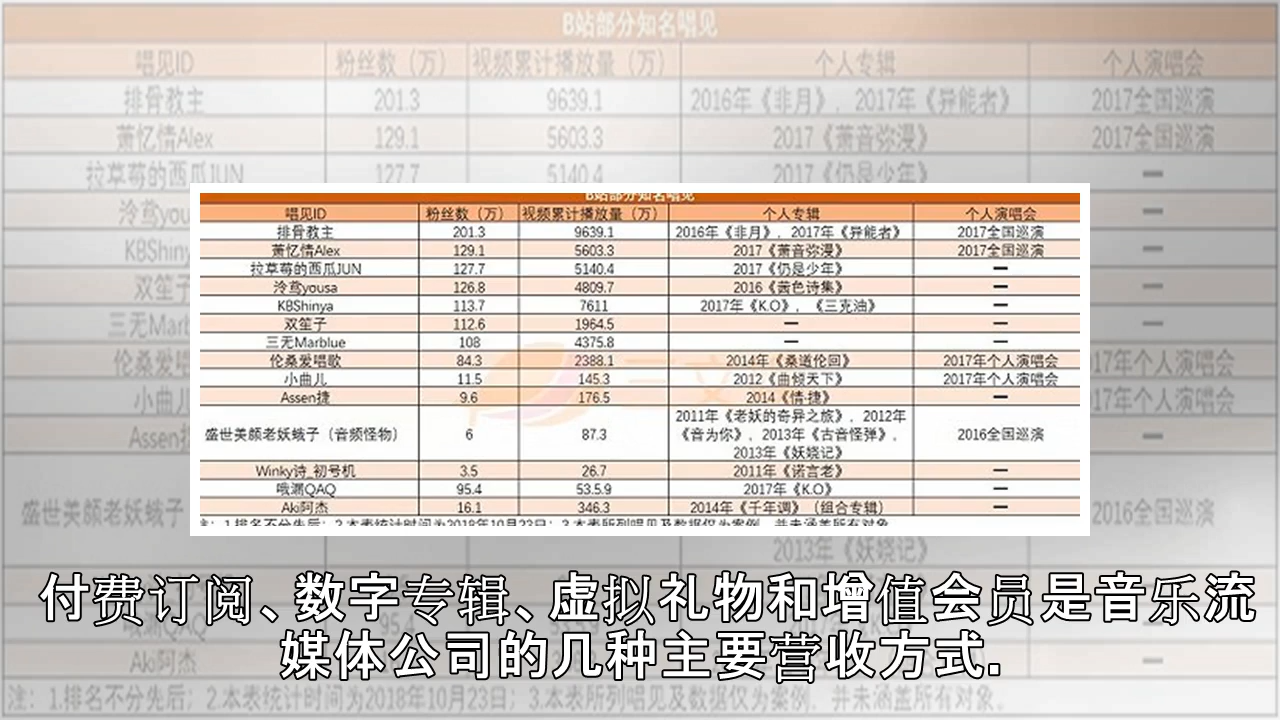 B站部分知名唱见
唱见ID 粉丝数（万） 视频累计播放量（万） 个人专辑 个人演唱会
排骨教主 201.3 9639.1 2016年《非月》，2017年《异能者》 2017全国巡演
萧忆情Alex 129.1 5603.3 2017《萧音弥漫》 2017全国巡演
拉草莓的西瓜JUN 127.7 5140.4 2017《仍是少年》 —
泠鸢yousa 126.8 4809.7 2016《茜色诗集》 —
KBShinya 113.7 7611 2017年《K.O》，《三克油》 —
双笙子 112.6 1964.5 — —
三无Marblue 108 4375.8 — —
伦桑爱唱歌 84.3 2388.1 2014年《桑道伦回》 2017年个人演唱会
小曲儿 11.5 145.3 2012《曲倾天下》 2017年个人演唱会
Assen捷 9.6 176.5 2014《情·捷》 —
盛世美颜老妖蛾子（音频怪物） 6 87.3 2011年《老妖的奇异之旅》，2012年
《音为你》，2013年《古音怪弹》，
2013年《妖娆记》 2016全国巡演
Winky诗_初号机 3.5 26.7 2011年《诺言老》 —
哦漏QAQ 95.4 53.5.9 2017年《K.O》 —
Aki阿杰 16.1 346.3 2014年《千年调》（组合专辑） —
注：1.排名不分先后；2.本表统计时间为2018年10月23日；3.本表所列唱见及数据仅为案例，并未涵盖所有对象。
付费订阅、数字专辑、虚拟礼物和增值会员是音乐流
媒体公司的几种主要营收方式.